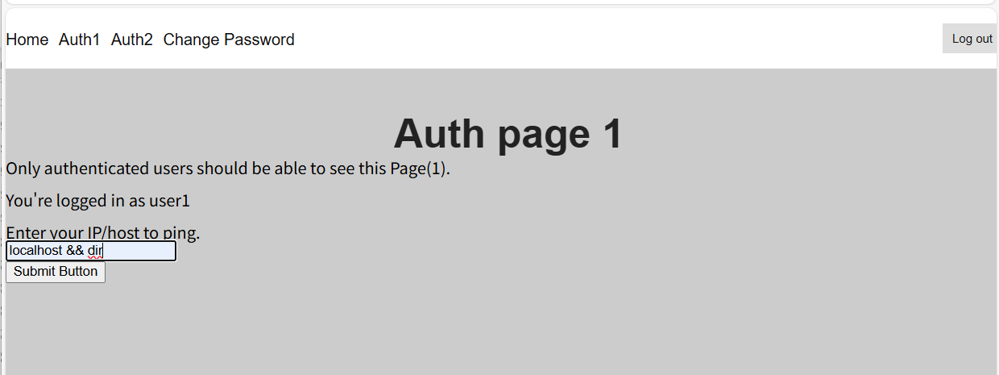 Home Auth1 Auth2 Change Password Log out
Auth page 1
Only authenticated users should be able to see this Page(1).
You're logged in as user1
Enter your IP/host to ping.
localhost && dir
Submit Button